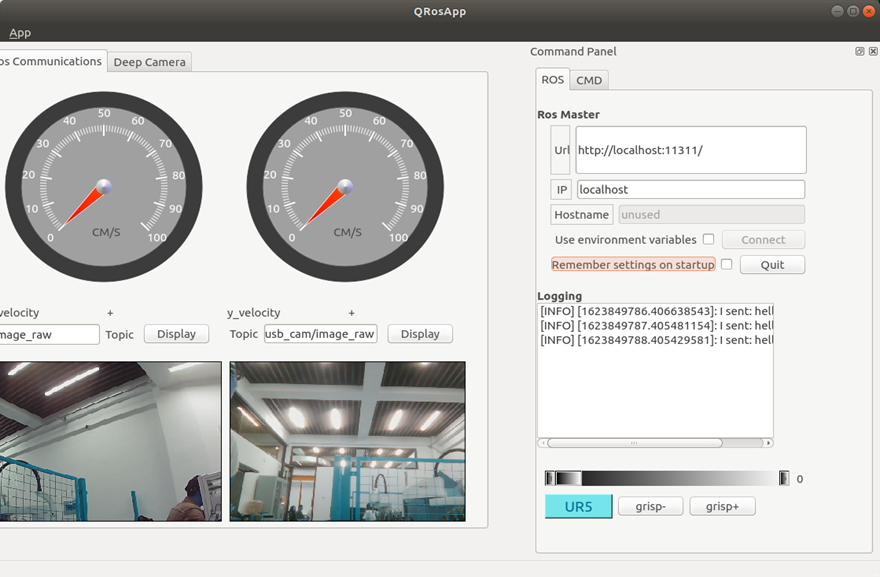 QRosApp
App
os Communications
Deep Camera
0
10
20
30
40
50
60
70
80
90
100
CM/S
0
10
20
30
40
50
60
70
80
90
100
CM/S
velocity +
y_velocity +
mage_raw Topic Display
Topic usb_cam/image_raw Display
Command Panel
ROS CMD
Ros Master
Url http://localhost:11311/
IP localhost
Hostname unused
Use environment variables Connect
Remember settings on startup Quit
Logging
[INFO] [1623849786.406638543]: I sent: hell
[INFO] [1623849787.405481154]: I sent: hell
[INFO] [1623849788.405429581]: I sent: hell
0
UR5 grisp- grisp+